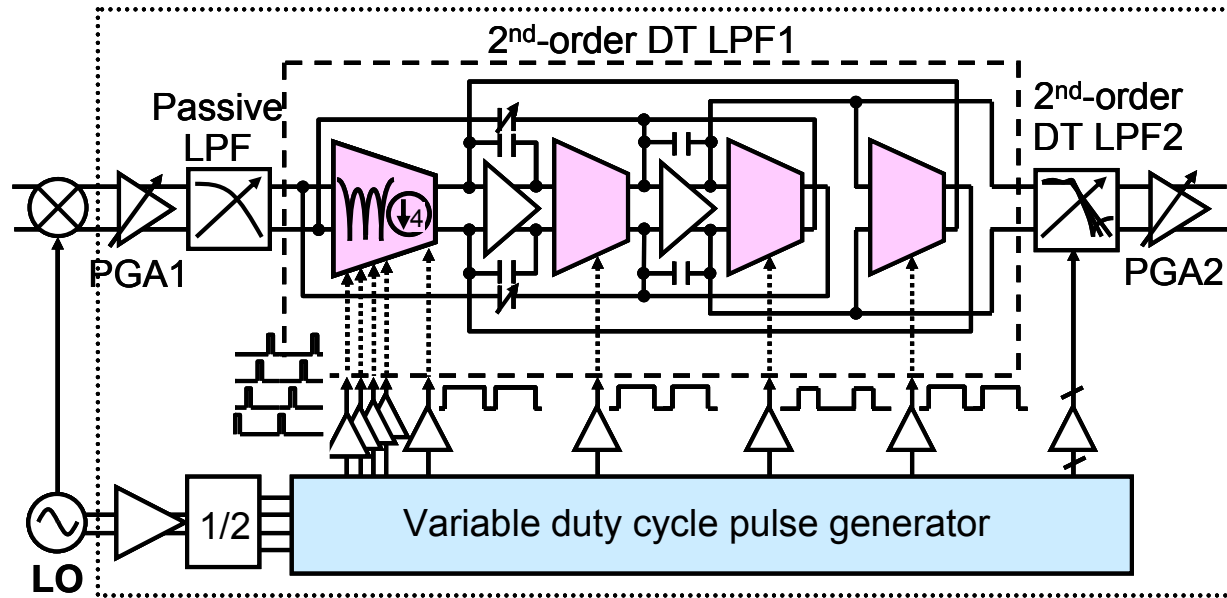 2nd-order DT LPF1
Passive
LPF
2nd-order
DT LPF2
↓4
PGA1
PGA2
1/2
Variable duty cycle pulse generator
LO